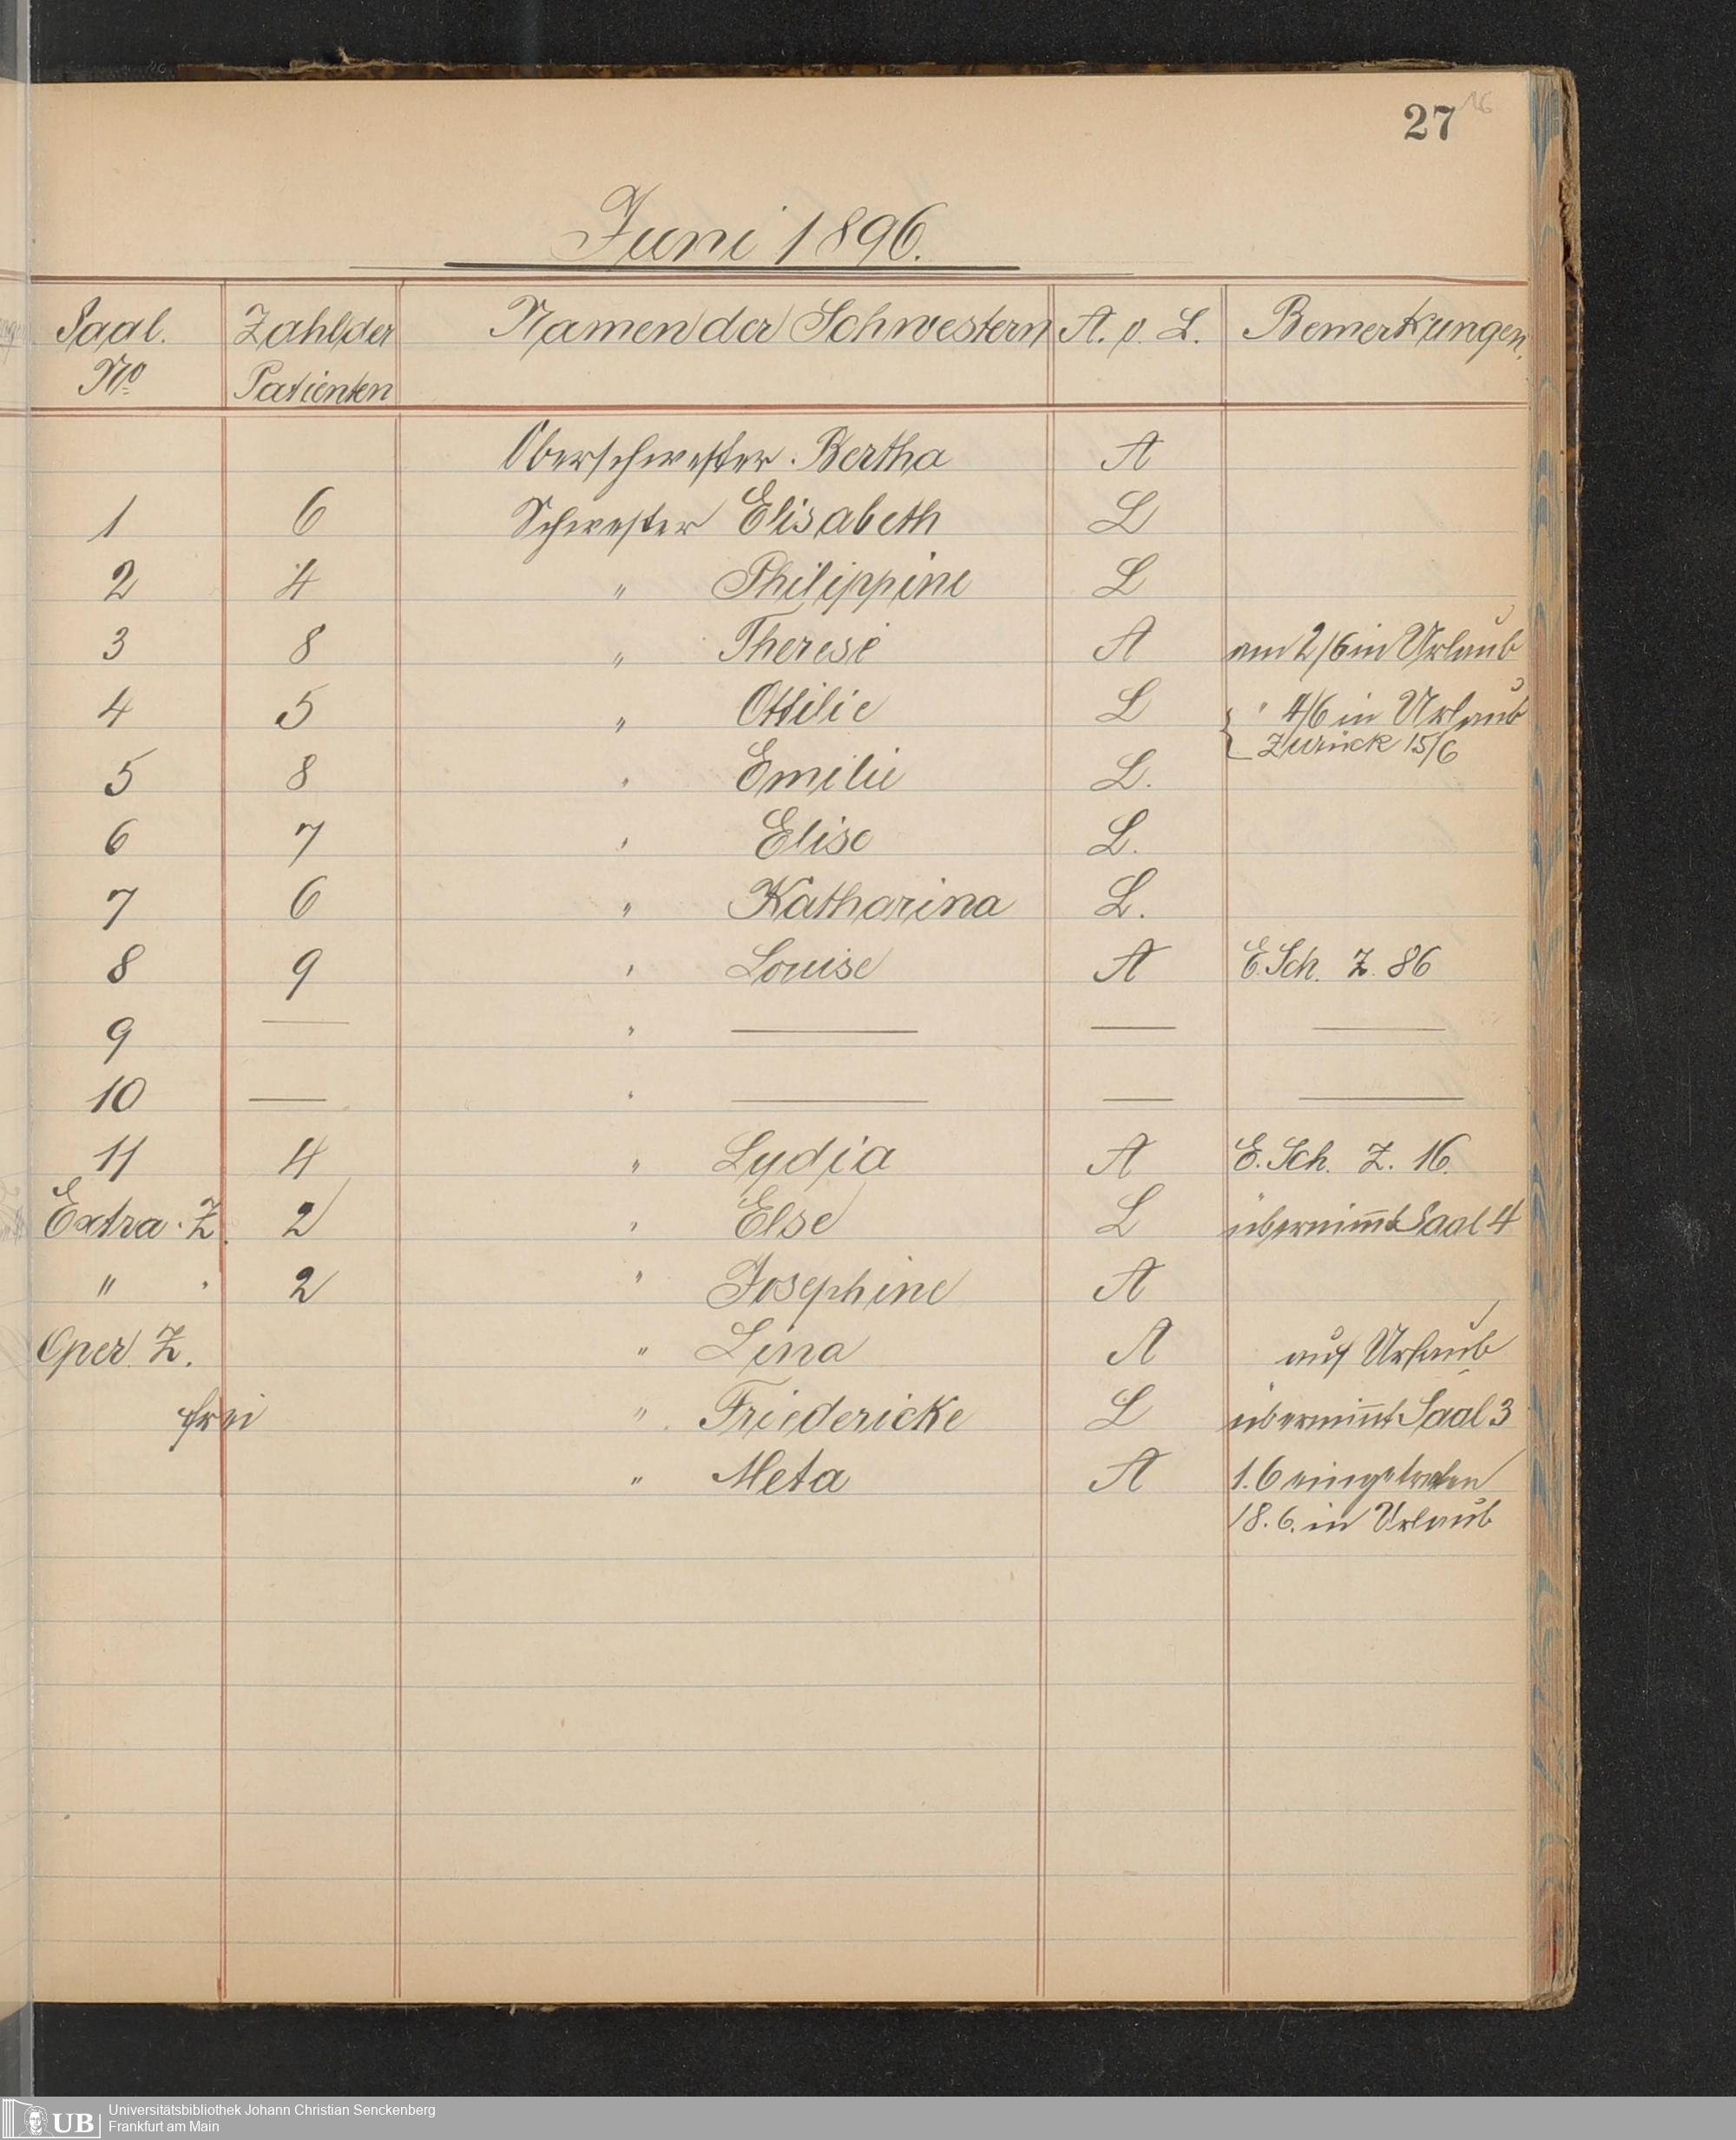 27 16
Juni 1896.
Saal. Zahl der Namen der Schwestern A. o. L. Bemerkungen.
No Patienten
Oberschwester. Bertha A
1 6 Schwester Elisabeth L
2 4 " Philippine L
3 8 " Therese A am 2/6 in Urlaub
4 5 " Ottilie L " 4/6 in Urlaub
Zurück 15/6
5 8 " Emilie L.
6 7 " Elise L.
7 6 " Katharina L.
8 9 " Louise A E. Sch. Z. 86
9 — " — — —
10 — " — — —
11 4 " Lydia A E. Sch. Z. 16.
Extra. Z. 2 " Else L übernimmt Saal 4
" " 2 " Josephine A
Oper. Z. " Lina A auf Urlaub
frei " Friedericke L übernimmt Saal 3
" Meta A 1.6 eingetreten
18.6. in Urlaub
UB Universitätsbibliothek Johann Christian Senckenberg
Frankfurt am Main